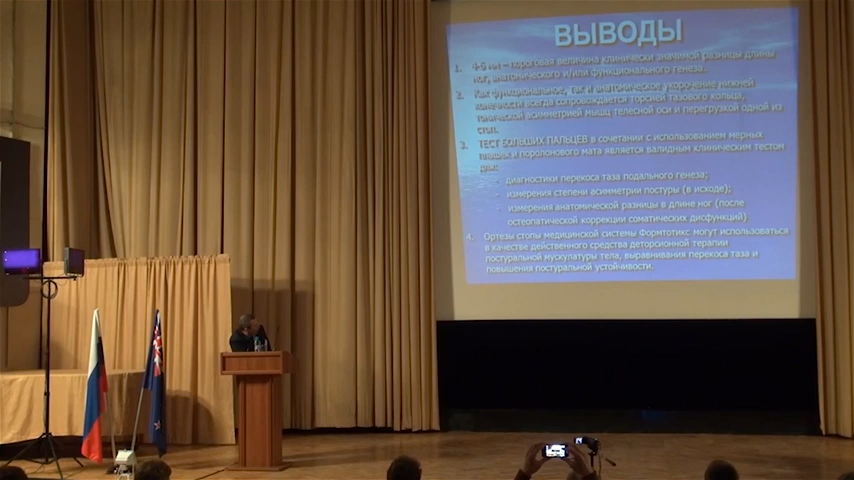 ВЫВОДЫ
1. 4-6 мм – пороговая величина клинически значимой разницы длины
ног, анатомического и/или функционального генеза.
2. Как функциональное, так и анатомическое укорочение нижней
конечности всегда сопровождается торсией тазового кольца,
тонической асимметрией мышц телесной оси и перегрузкой одной из
стоп.
3. ТЕСТ БОЛЬШИХ ПАЛЬЦЕВ в сочетании с использованием мерных
плашек и поролонового мата является валидным клиническим тестом
для:
- диагностики перекоса таза подального генеза;
- измерения степени асимметрии постуры (в исходе);
- измерения анатомической разницы в длине ног (после
остеопатической коррекции соматических дисфункций)
4. Ортезы стопы медицинской системы Формтотикс могут использоваться
в качестве действенного средства деторсионной терапии
постуральной мускулатуры тела, выравнивания перекоса таза и
повышения постуральной устойчивости.